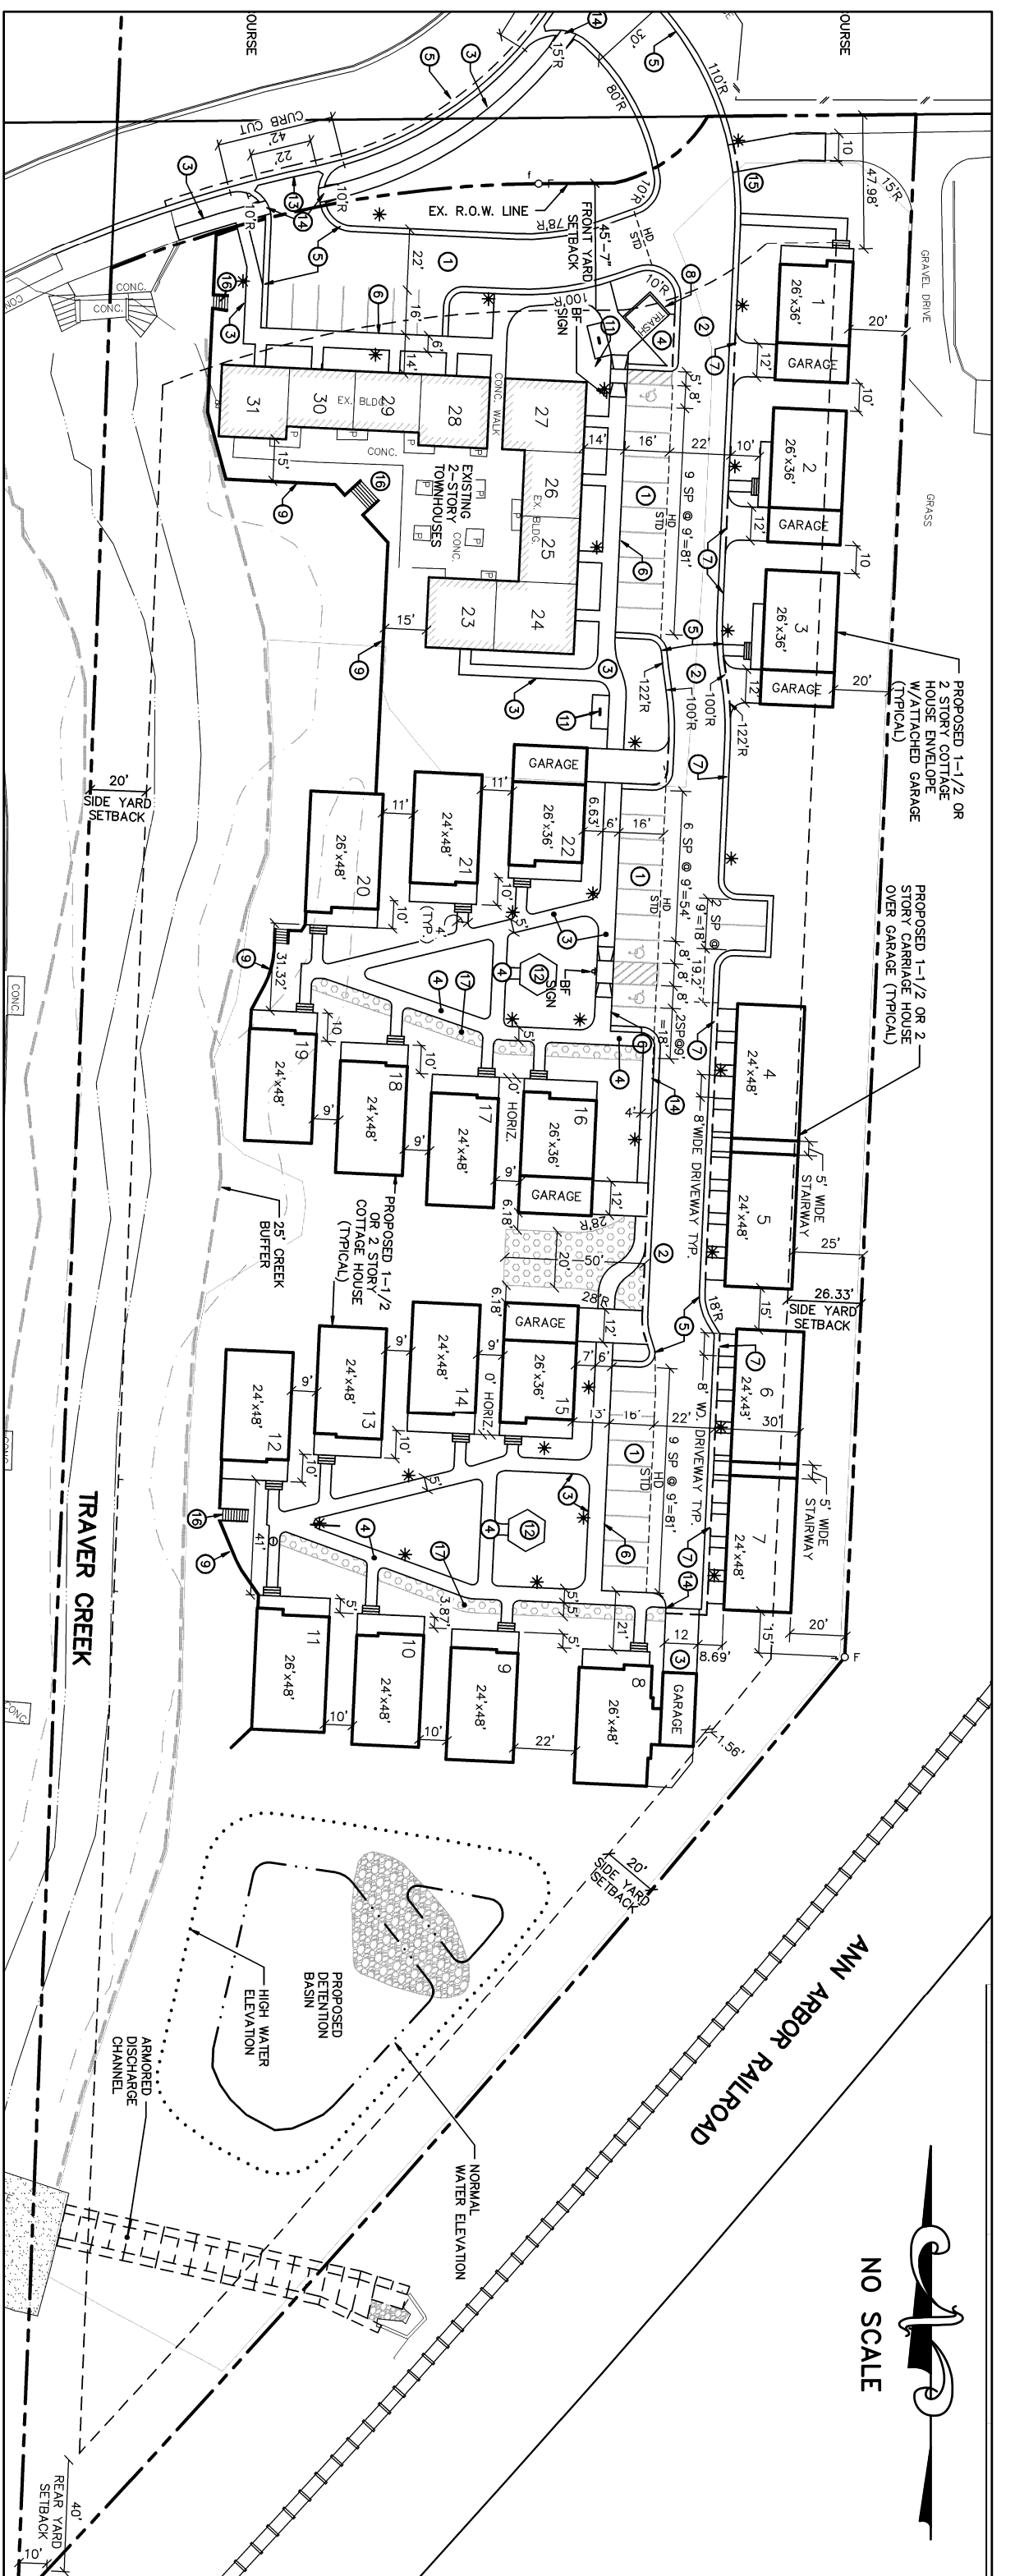 OURSE
OURSE
CURB CUT
42'
22'
30'
15'R
80'R
110'R
10'R
10'R
10'R
EX. R.O.W. LINE
78'R
45'-7"
FRONT YARD
SETBACK
HD
STD
10
47.98'
15'R
GRAVEL DRIVE
GRASS
20'
CONC.
CONC.
CONC.
22'
16'
6'
14'
10'R
100' R
BF
SIGN
TRASH
1
26'x36'
GARAGE
12'
10'
2
26'x36'
GARAGE
12'
10
3
26'x36'
GARAGE
12'
20'
PROPOSED 1-1/2 OR
2 STORY COTTAGE
HOUSE ENVELOPE
W/ATTACHED GARAGE
(TYPICAL)
PROPOSED 1-1/2 OR 2
STORY CARRIAGE HOUSE
OVER GARAGE (TYPICAL)
31
30
29
28
EX. BLDG.
CONC. WALK
27
26
25
EX. BLDG.
24
23
CONC.
EXISTING
2-STORY
TOWNHOUSES
CONC.
15'
15'
5'
8'
14'
16'
22'
10'
9 SP @ 9'=81'
HD
STD
122'R
100'R
100'R
122'R
GARAGE
26'x36'
22
11'
24'x48'
21
11'
26'x48'
20
6.63'
6'
16'
6 SP @ 9'=54'
HD
STD
2 SP @
9'=18'
19.2'
8'
8'
8'
2SP@9'
=18'
10'
10'
4'
(TYP.)
5'
BF
SIGN
31.32'
10
10'
19
24'x48'
9'
18
24'x48'
9'
17
24'x48'
0' HORIZ.
9'
16
26'x36'
GARAGE
12'
4'
5'
4
24'x48'
5' WIDE
STAIRWAY
5
24'x48'
8' WIDE DRIVEWAY TYP.
25'
26.33'
SIDE YARD
SETBACK
15'
6.18'
20'
50'
28'R
28'R
6.18'
12'
18'R
20'
SIDE YARD
SETBACK
25' CREEK
BUFFER
PROPOSED 1-1/2
OR 2 STORY
COTTAGE HOUSE
(TYPICAL)
GARAGE
26'x36'
15
9'
0' HORIZ.
24'x48'
14
9'
24'x48'
13
9'
24'x48'
12
10'
10'
7'
6'
16'
22'
9 SP @ 9'=81'
HD
STD
8' WD. DRIVEWAY TYP.
6
24'x43'
30'
5' WIDE
STAIRWAY
7
24'x48'
15'
20'
F
5'
41'
5'
3.87'
5'
5'
5'
21'
12
8.69'
11
26'x48'
10'
10
24'x48'
10'
9
24'x48'
22'
8
26'x48'
GARAGE
1.56'
20'
SIDE YARD
SETBACK
TRAVER CREEK
CONC.
CONC.
CONC.
PROPOSED
DETENTION
BASIN
HIGH WATER
ELEVATION
NORMAL
WATER ELEVATION
ARMORED
DISCHARGE
CHANNEL
ANN ARBOR RAILROAD
NO SCALE
40'
REAR YARD
SETBACK
10'